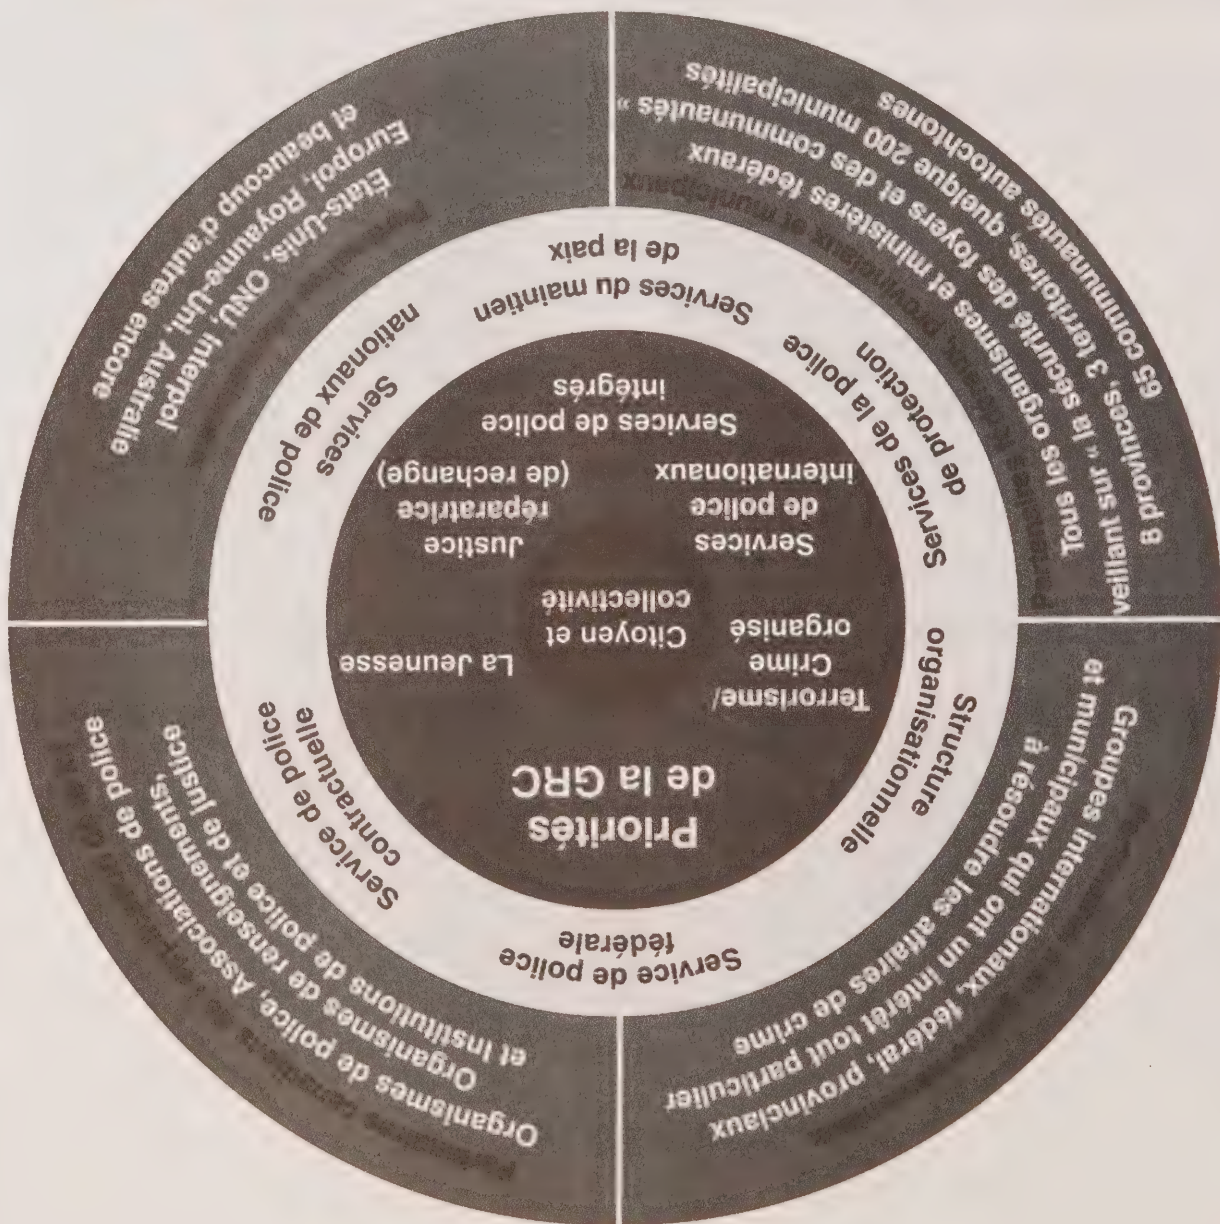 Groupes internationaux, fédéral, provinciaux
et municipaux qui ont un intérêt tout particulier
à résoudre les affaires de crime
Organismes de police, Associations de police
Organismes de renseignements,
et Institutions de police et de justice
Service de police
fédérale
Structure
organisationnelle
Service de police
contractuelle
Priorités
de la GRC
Terrorisme/
Crime
organisé
Citoyen et
collectivité
La Jeunesse
Services
de police
internationaux
Justice
réparatrice
(de rechange)
Services de police
intégrés
Services de la police
de protection
Services du maintien
de la paix
Services
nationaux de police
provinciaux et municipaux
Tous les organismes et ministères fédéraux
veillant sur « la sécurité des foyers et des communautés »
8 provinces, 3 territoires, quelque 200 municipalités
65 communautés autochtones
États-Unis, ONU, Interpol
Europol, Royaume-Uni, Australie
et beaucoup d'autres encore